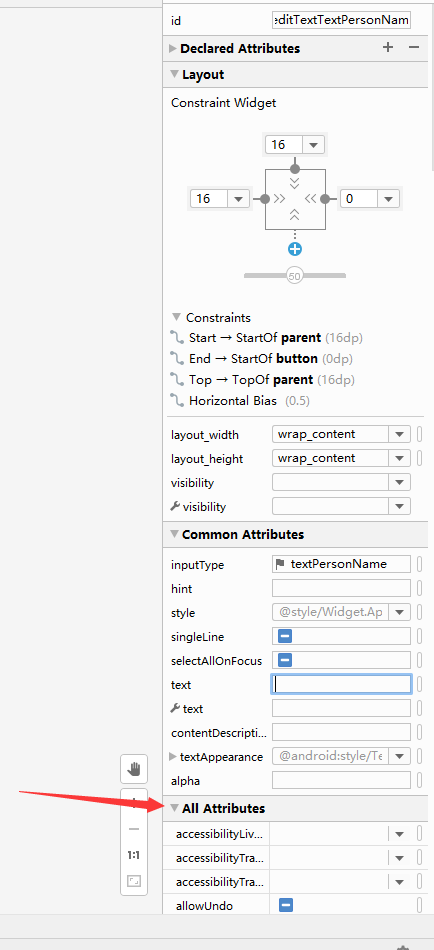 id editTextTextPersonNam
Declared Attributes
Layout
Constraint Widget
16
16 0
50
Constraints
Start → StartOf parent (16dp)
End → StartOf button (0dp)
Top → TopOf parent (16dp)
Horizontal Bias (0.5)
layout_width wrap_content
layout_height wrap_content
visibility
visibility
Common Attributes
inputType textPersonName
hint
style @style/Widget.Ap
singleLine
selectAllOnFocus
text
text
contentDescripti...
textAppearance @android:style/Te
alpha
All Attributes
1:1
accessibilityLiv...
accessibilityTra...
accessibilityTra...
allowUndo